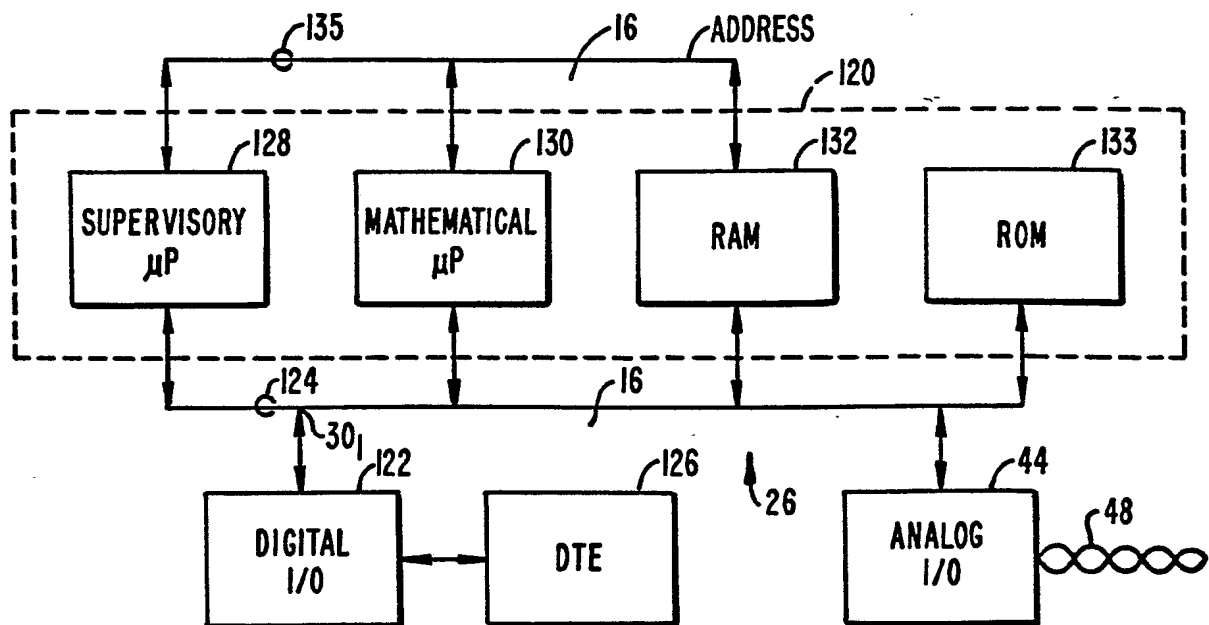 135
16
ADDRESS
120
128
130
132
133
SUPERVISORY
µP
MATHEMATICAL
µP
RAM
ROM
124
16
30₁
122
126
26
44
48
DIGITAL
I/O
DTE
ANALOG
I/O